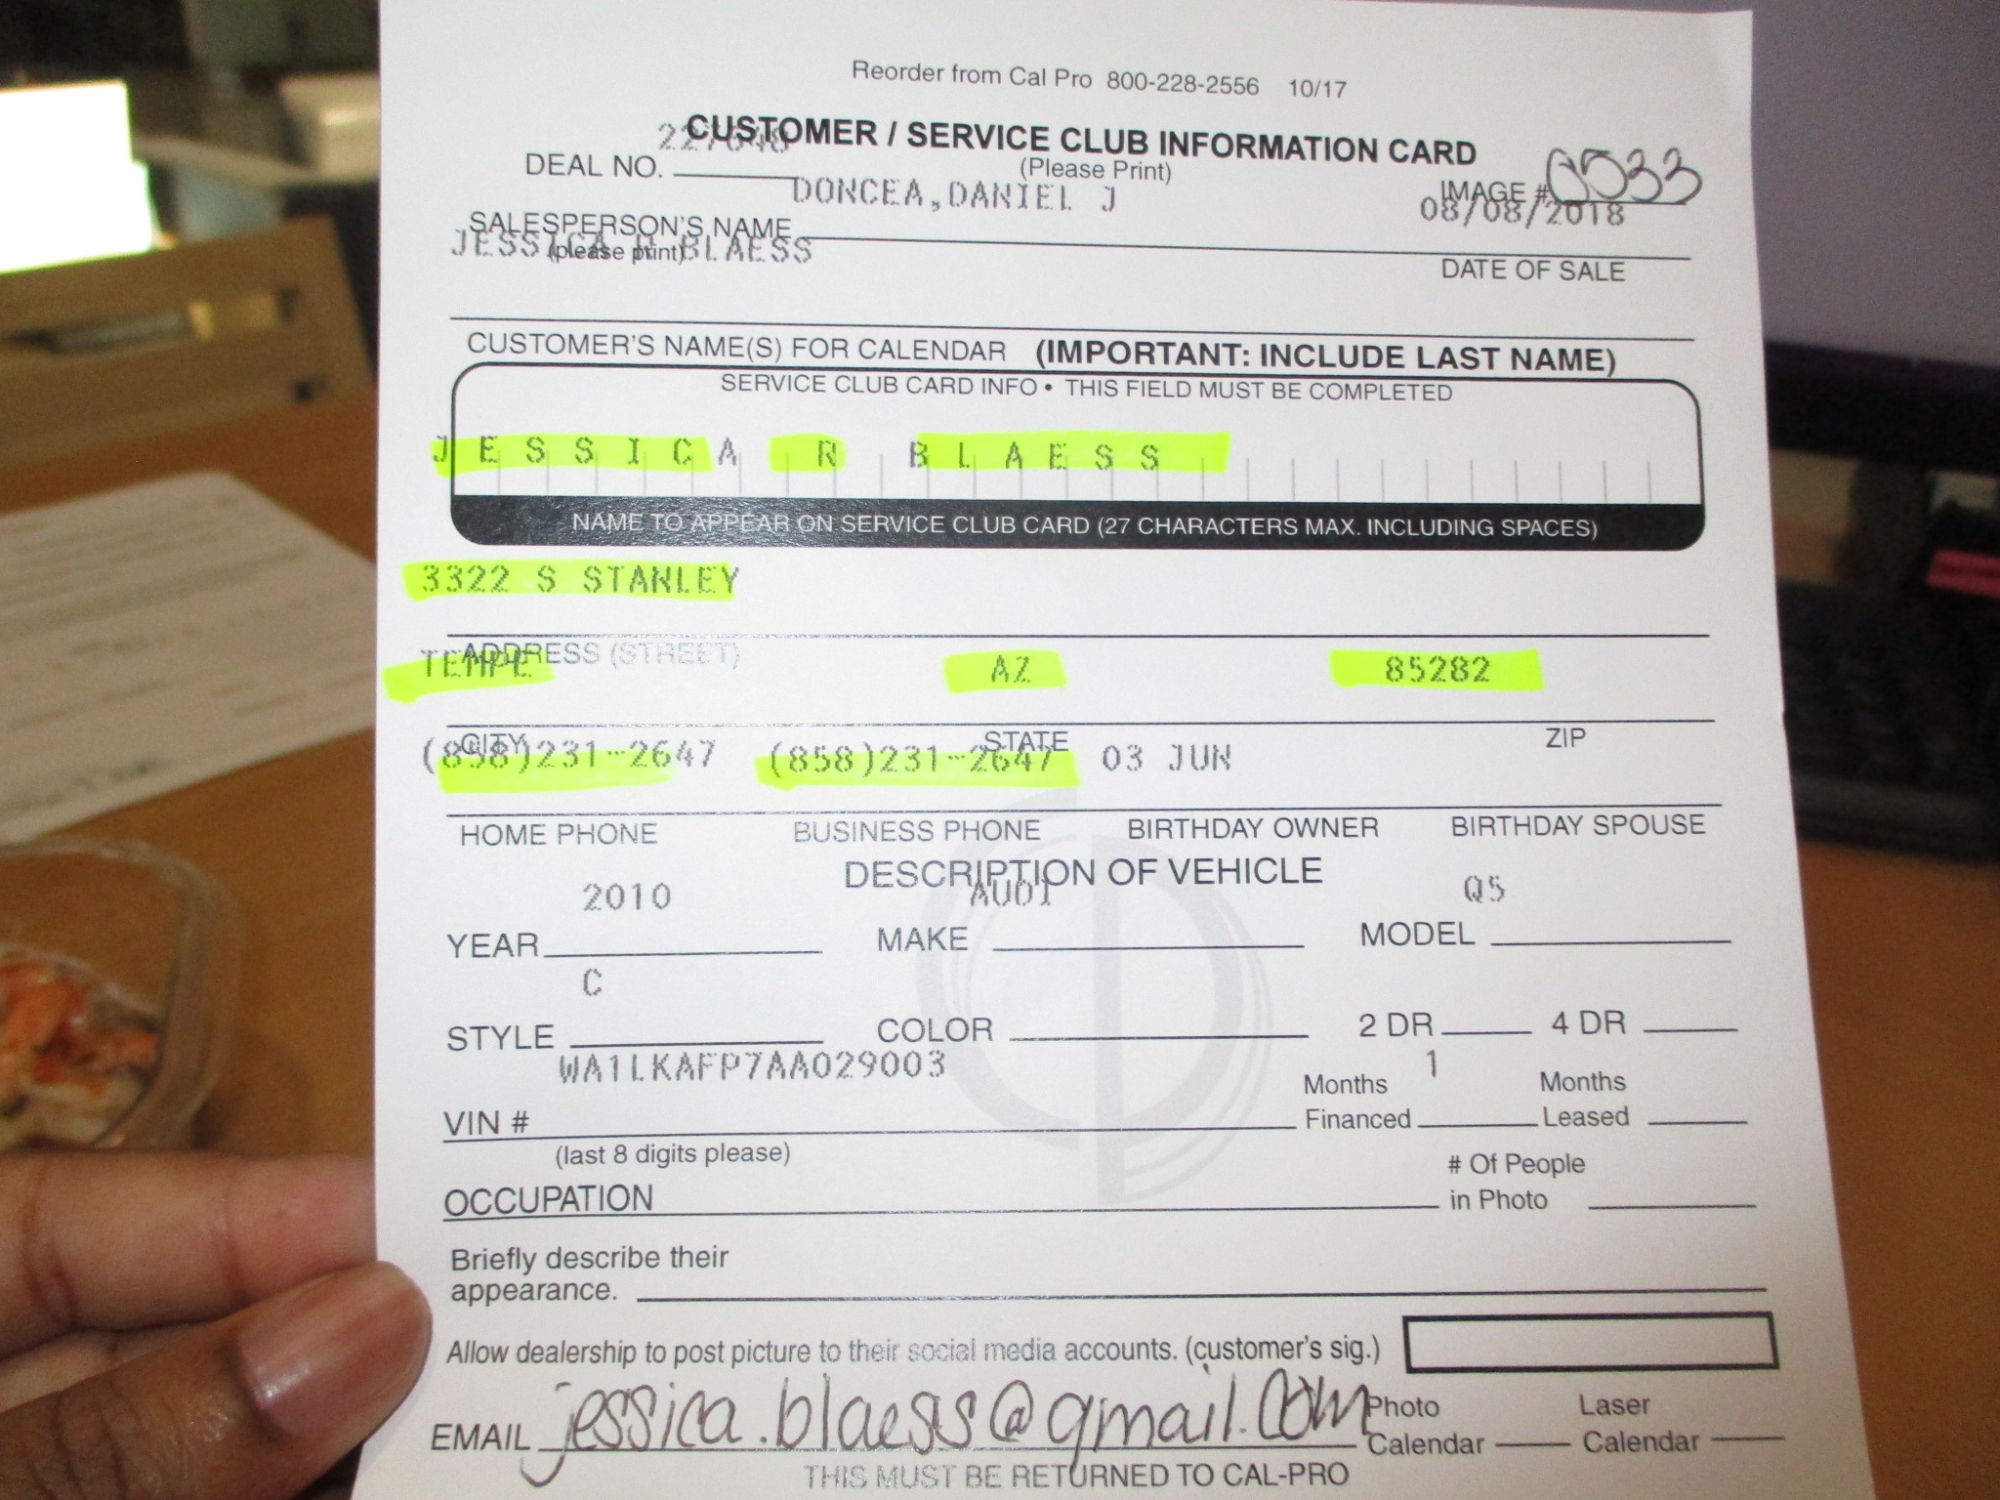 Reorder from Cal Pro 800-228-2556 10/17
CUSTOMER / SERVICE CLUB INFORMATION CARD
DEAL NO. (Please Print) IMAGE # 0533
DONCEA,DANIEL J 08/08/2018
SALESPERSON'S NAME
(please print) DATE OF SALE
JESSICA R BLAESS
CUSTOMER'S NAME(S) FOR CALENDAR (IMPORTANT: INCLUDE LAST NAME)
SERVICE CLUB CARD INFO • THIS FIELD MUST BE COMPLETED
JESSICA R BLAESS
NAME TO APPEAR ON SERVICE CLUB CARD (27 CHARACTERS MAX. INCLUDING SPACES)
3322 S STANLEY
ADDRESS (STREET)
TEMPE AZ 85282
CITY STATE ZIP
(858)231-2647 (858)231-2647 03 JUN
HOME PHONE BUSINESS PHONE BIRTHDAY OWNER BIRTHDAY SPOUSE
DESCRIPTION OF VEHICLE
2010 AUDI Q5
YEAR MAKE MODEL
C
STYLE COLOR 2 DR 4 DR
WA1LKAFP7AA029003 1
VIN # Months Financed Months Leased
(last 8 digits please)
OCCUPATION # Of People in Photo
Briefly describe their
appearance.
Allow dealership to post picture to their social media accounts. (customer's sig.)
EMAIL jessica.blaess@gmail.com Photo Calendar Laser Calendar
THIS MUST BE RETURNED TO CAL-PRO